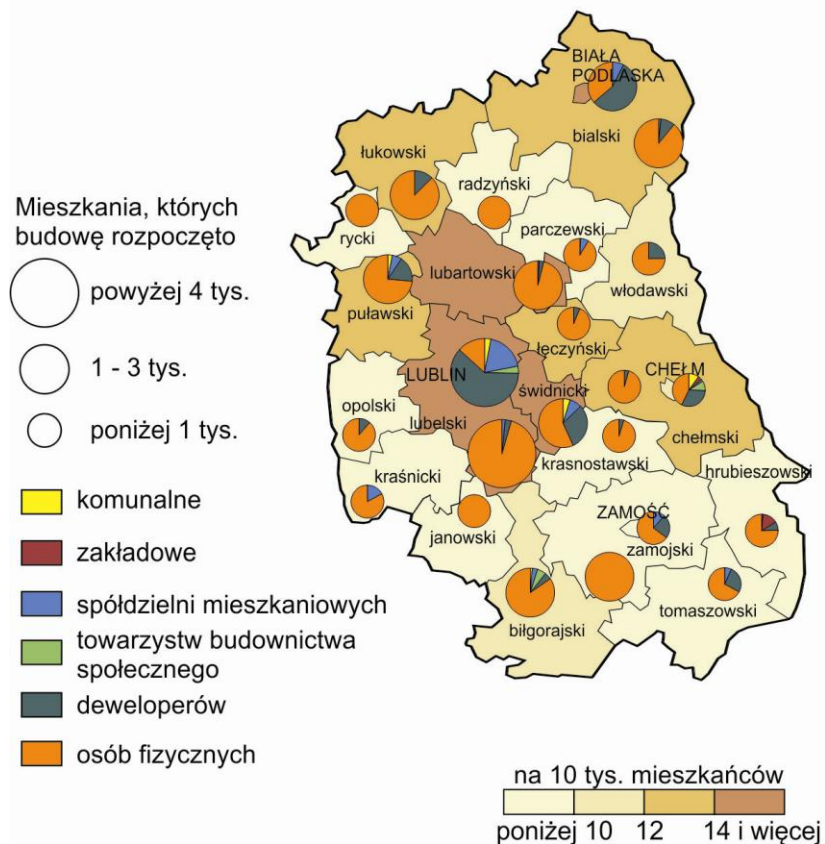 BIAŁA
PODLASKA
bialski
łukowski
radzyński
rycki
parczewski
lubartowski
włodawski
puławski
łęczyński
LUBLIN
świdnicki
CHEŁM
opolski
lubelski
chełmski
kraśnicki
krasnostawski
hrubieszowski
janowski
ZAMOŚĆ
zamojski
biłgorajski
tomaszowski
Mieszkania, których
budowę rozpoczęto
powyżej 4 tys.
1 - 3 tys.
poniżej 1 tys.
komunalne
zakładowe
spółdzielni mieszkaniowych
towarzystw budownictwa
społecznego
deweloperów
osób fizycznych
na 10 tys. mieszkańców
poniżej 10 12 14 i więcej